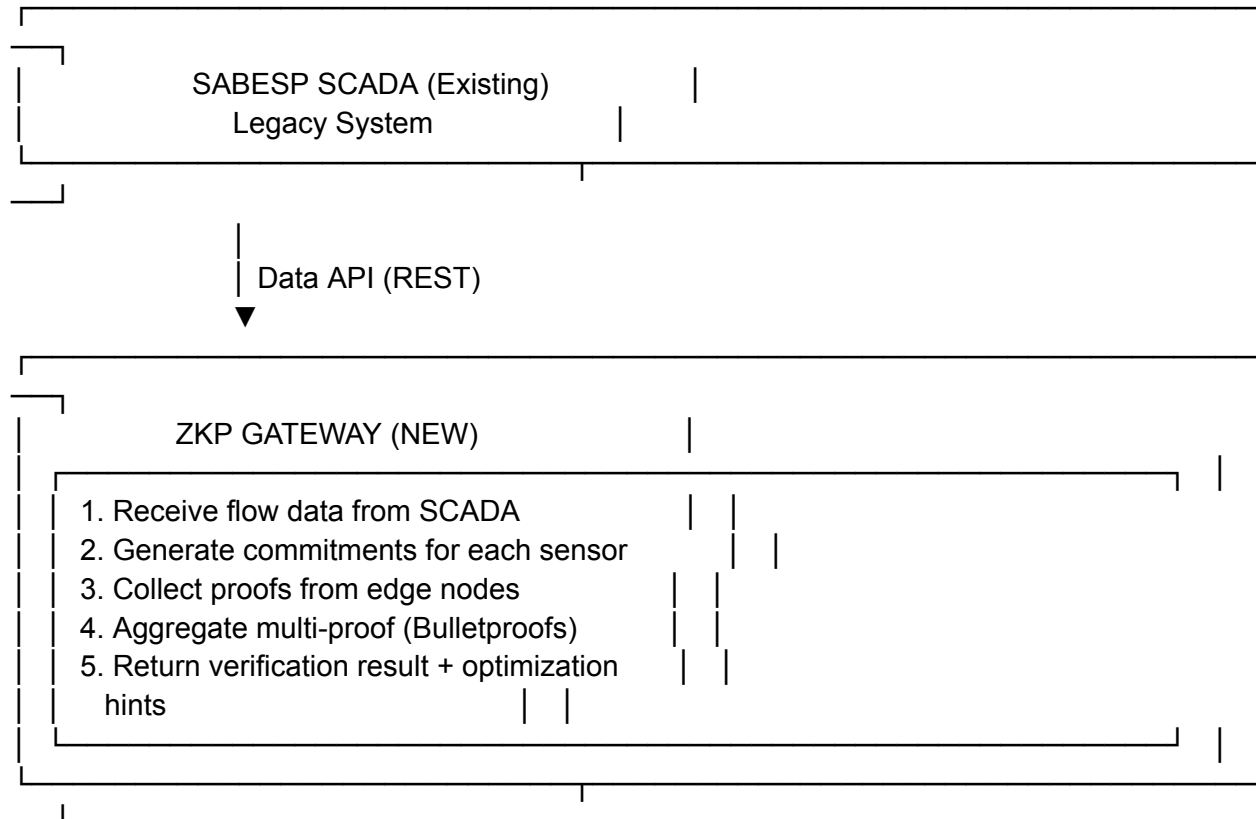 SABESP SCADA (Existing)
Legacy System
Data API (REST)
ZKP GATEWAY (NEW)
1. Receive flow data from SCADA
2. Generate commitments for each sensor
3. Collect proofs from edge nodes
4. Aggregate multi-proof (Bulletproofs)
5. Return verification result + optimization
hints